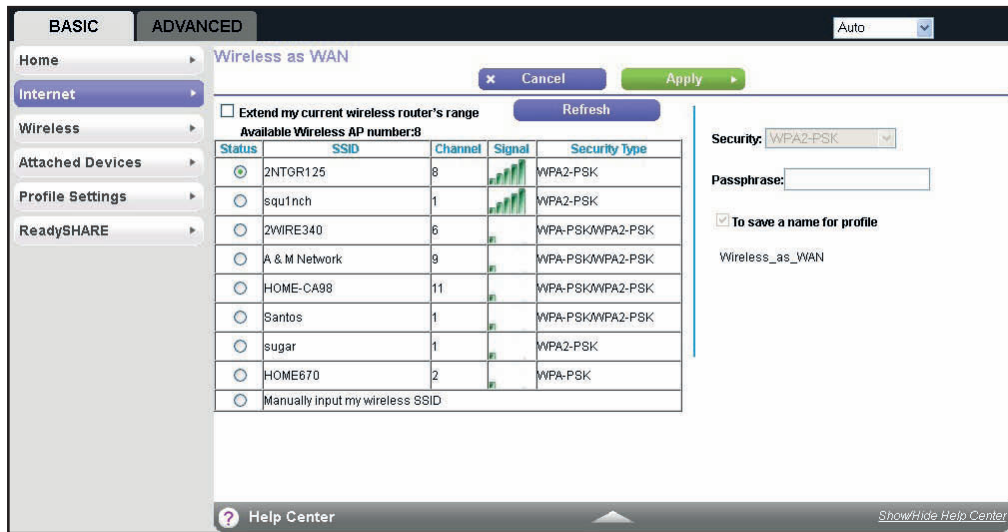 BASIC ADVANCED Auto
Home
Internet
Wireless
Attached Devices
Profile Settings
ReadySHARE
Wireless as WAN
Cancel Apply
Extend my current wireless router's range Refresh
Available Wireless AP number:8
Status SSID Channel Signal Security Type
2NTGR125 8 WPA2-PSK
squ1nch 1 WPA2-PSK
2WIRE340 6 WPA-PSK/WPA2-PSK
A & M Network 9 WPA-PSK/WPA2-PSK
HOME-CA98 11 WPA-PSK/WPA2-PSK
Santos 1 WPA-PSK/WPA2-PSK
sugar 1 WPA2-PSK
HOME670 2 WPA-PSK
Manually input my wireless SSID
Security: WPA2-PSK
Passphrase:
To save a name for profile
Wireless_as_WAN
? Help Center Show/Hide Help Center